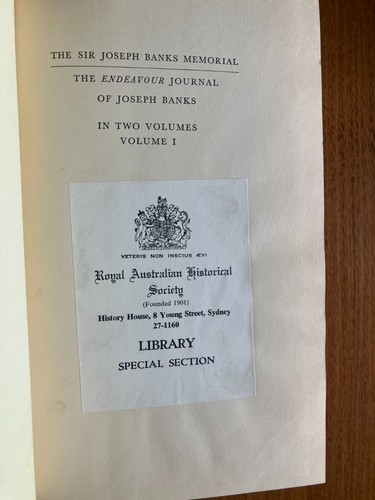 THE SIR JOSEPH BANKS MEMORIAL
THE ENDEAVOUR JOURNAL
OF JOSEPH BANKS
IN TWO VOLUMES
VOLUME I
VETERIS NON INSCIUS ÆVI
Royal Australian Historical
Society
(Founded 1901)
History House, 8 Young Street, Sydney
27-1160
LIBRARY
SPECIAL SECTION